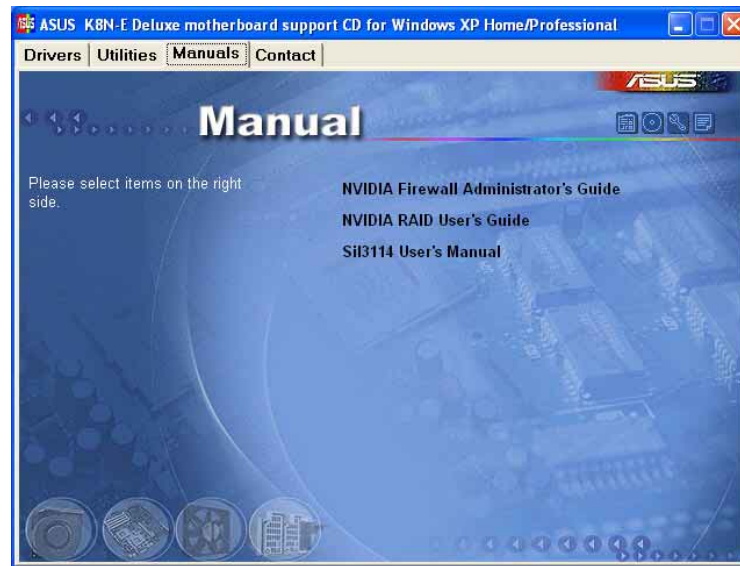 ASUS K8N-E Deluxe motherboard support CD for Windows XP Home/Professional
Drivers Utilities Manuals Contact
ASUS
Manual
Please select items on the right
side.
NVIDIA Firewall Administrator's Guide
NVIDIA RAID User's Guide
Sil3114 User's Manual